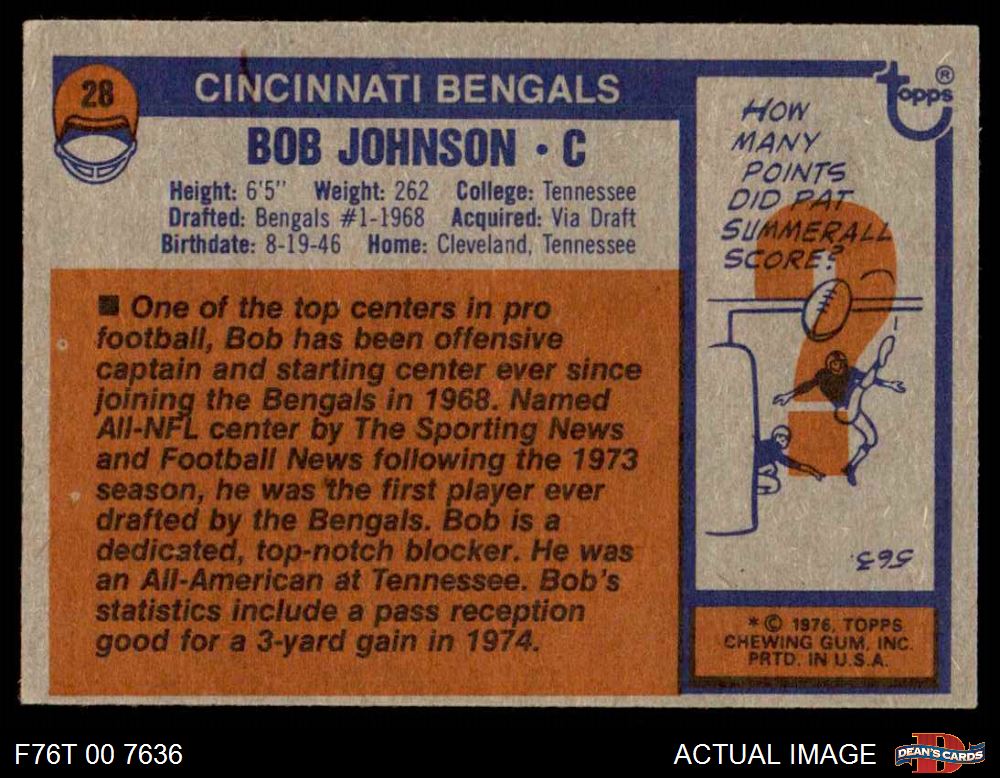 28
CINCINNATI BENGALS
BOB JOHNSON · C
Height: 6'5" Weight: 262 College: Tennessee
Drafted: Bengals #1-1968 Acquired: Via Draft
Birthdate: 8-19-46 Home: Cleveland, Tennessee
■ One of the top centers in pro
football, Bob has been offensive
captain and starting center ever since
joining the Bengals in 1968. Named
All-NFL center by The Sporting News
and Football News following the 1973
season, he was the first player ever
drafted by the Bengals. Bob is a
dedicated, top-notch blocker. He was
an All-American at Tennessee. Bob's
statistics include a pass reception
good for a 3-yard gain in 1974.
topps ®
HOW
MANY
POINTS
DID PAT
SUMMERALL
SCORE?
?
563.
* © 1976, TOPPS
CHEWING GUM, INC.
PRTD. IN U.S.A.
F76T 00 7636
ACTUAL IMAGE
D
DEAN'S CARDS